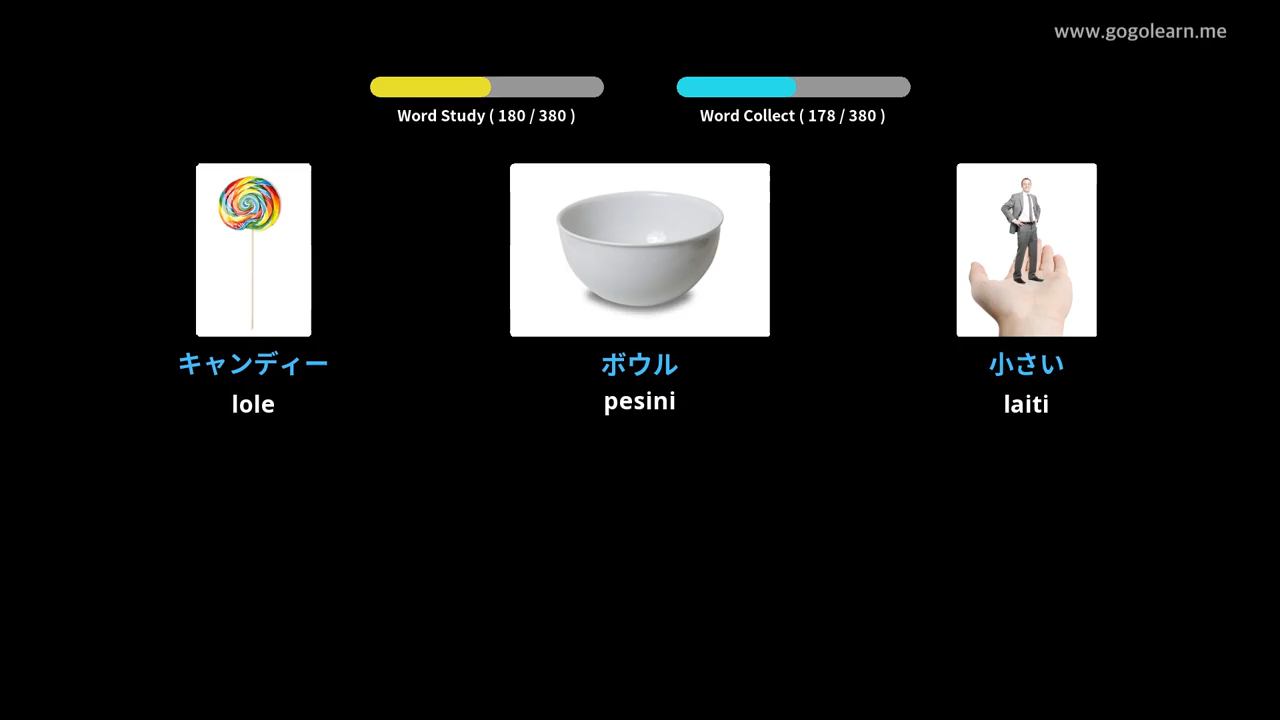 www.gogolearn.me
Word Study ( 180 / 380 )
Word Collect ( 178 / 380 )
キャンディー
ボウル
小さい
lole
pesini
laiti